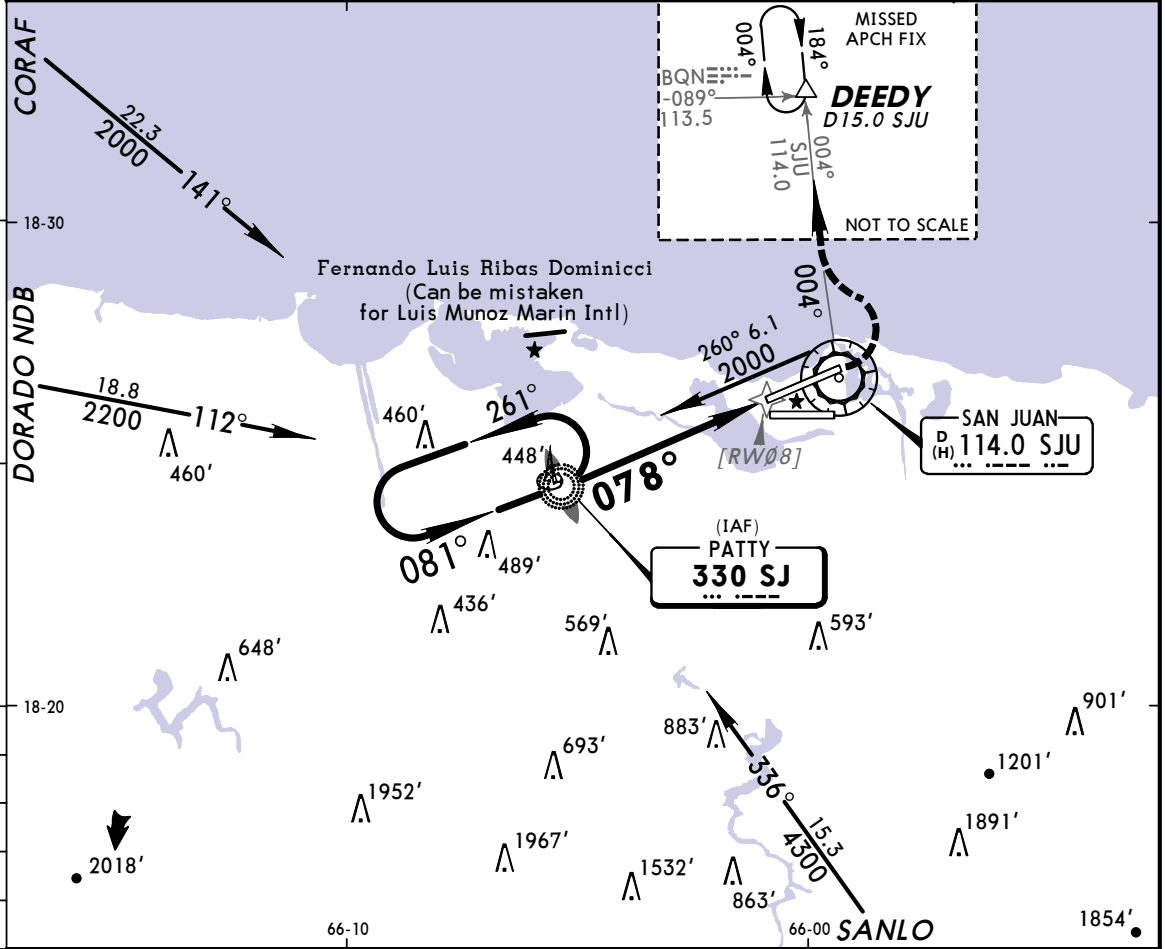 CORAF
22.3
2000
141°
004°
184°
MISSED
APCH FIX
BQN
-089°
113.5
DEEDY
D15.0 SJU
SJU
114.0
004°
NOT TO SCALE
18-30
Fernando Luis Ribas Dominicci
(Can be mistaken
for Luis Munoz Marin Intl)
004°
DORADO NDB
18.8
2200
112°
460'
460'
261°
448'
260° 6.1
2000
[RWØ8]
SAN JUAN
D
(H)
114.0 SJU
078°
081°
489'
(IAF)
PATTY
330 SJ
436'
569'
593'
648'
18-20
883'
901'
693'
336°
1201'
1952'
15.3
4300
1891'
2018'
1967'
1532'
863'
66-10
66-00
SANLO
1854'